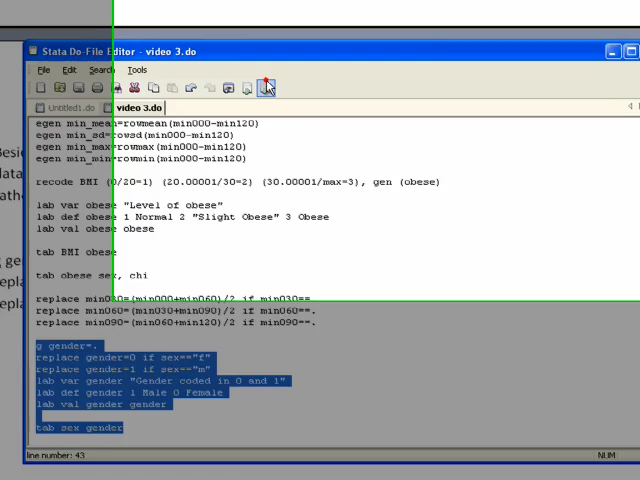 Stata Do-File Editor - video 3.do
File Edit Search Tools
Untitled1.do video 3.do
egen min_mean=rowmean(min000-min120)
egen min_sd=rowsd(min000-min120)
egen min_max=rowmax(min000-min120)
egen min_min=rowmin(min000-min120)
recode BMI (0/20=1) (20.00001/30=2) (30.00001/max=3), gen (obese)
lab var obese "Level of obese"
lab def obese 1 Normal 2 "Slight Obese" 3 Obese
lab val obese obese
tab BMI obese
tab obese sex, chi
replace min030=(min000+min060)/2 if min030==.
replace min060=(min030+min090)/2 if min060==.
replace min090=(min060+min120)/2 if min090==.
g gender=.
replace gender=0 if sex=="f"
replace gender=1 if sex=="m"
lab var gender "Gender coded in 0 and 1"
lab def gender 1 Male 0 Female
lab val gender gender
tab sex gender
line number: 43 NUM